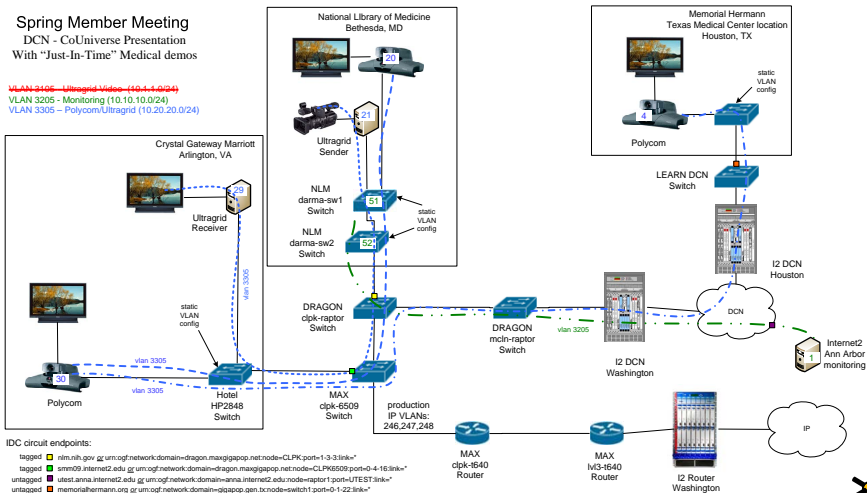 Spring Member Meeting
DCN - CoUniverse Presentation
With “Just-In-Time” Medical demos
VLAN 3105 - Ultragrid Video (10.1.1.0/24)
VLAN 3205 - Monitoring (10.10.10.0/24)
VLAN 3305 – Polycom/Ultragrid (10.20.20.0/24)
National LIbrary of Medicine
Bethesda, MD
20
21
Ultragrid
Sender
NLM
darma-sw1
Switch
51
static
VLAN
config
NLM
darma-sw2
Switch
52
Memorial Hermann
Texas Medical Center location
Houston, TX
static
VLAN
config
4
Polycom
LEARN DCN
Switch
I2 DCN
Houston
DCN
Crystal Gateway Marriott
Arlington, VA
29
Ultragrid
Receiver
vlan 3305
static
VLAN
config
30
Polycom
vlan 3305
vlan 3305
Hotel
HP2848
Switch
DRAGON
clpk-raptor
Switch
DRAGON
mcln-raptor
Switch
vlan 3205
I2 DCN
Washington
1
Internet2
Ann Arbor
monitoring
MAX
clpk-6509
Switch
production
IP VLANs:
246,247,248
MAX
clpk-t640
Router
MAX
lvl3-t640
Router
I2 Router
Washington
IP
IDC circuit endpoints:
tagged nlm.nih.gov or urn:ogf:network:domain=dragon.maxgigapop.net:node=CLPK:port=1-3-3:link=*
tagged smm09.internet2.edu or urn:ogf:network:domain=dragon.maxgigapop.net:node=CLPK6509:port=0-4-16:link=*
untagged utest.anna.internet2.edu or urn:ogf:network:domain=anna.internet2.edu:node=raptor1:port=UTEST:link=*
untagged memorialhermann.org or urn:ogf:network:domain=gigapop.gen.tx:node=switch1:port=0-1-22:link=*